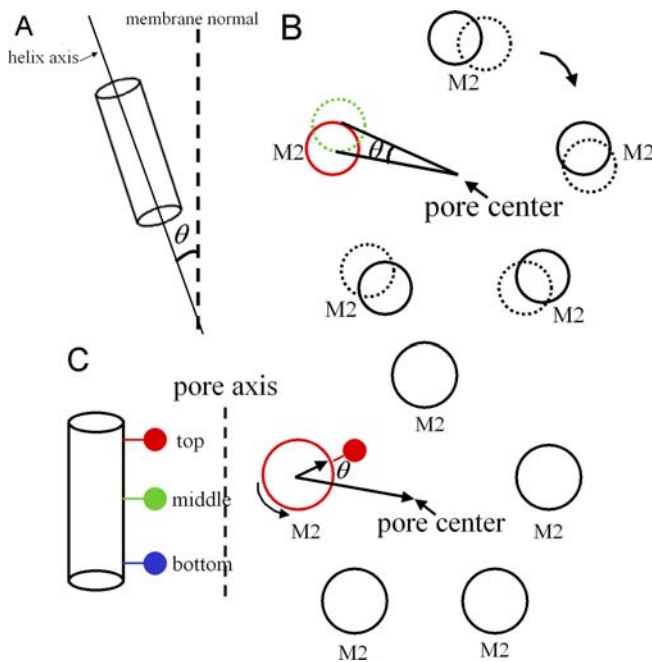 A
membrane normal
helix axis
θ
B
M2
M2
M2
θ
pore center
M2
M2
C
pore axis
top
middle
bottom
M2
θ
pore center
M2
M2
M2
M2